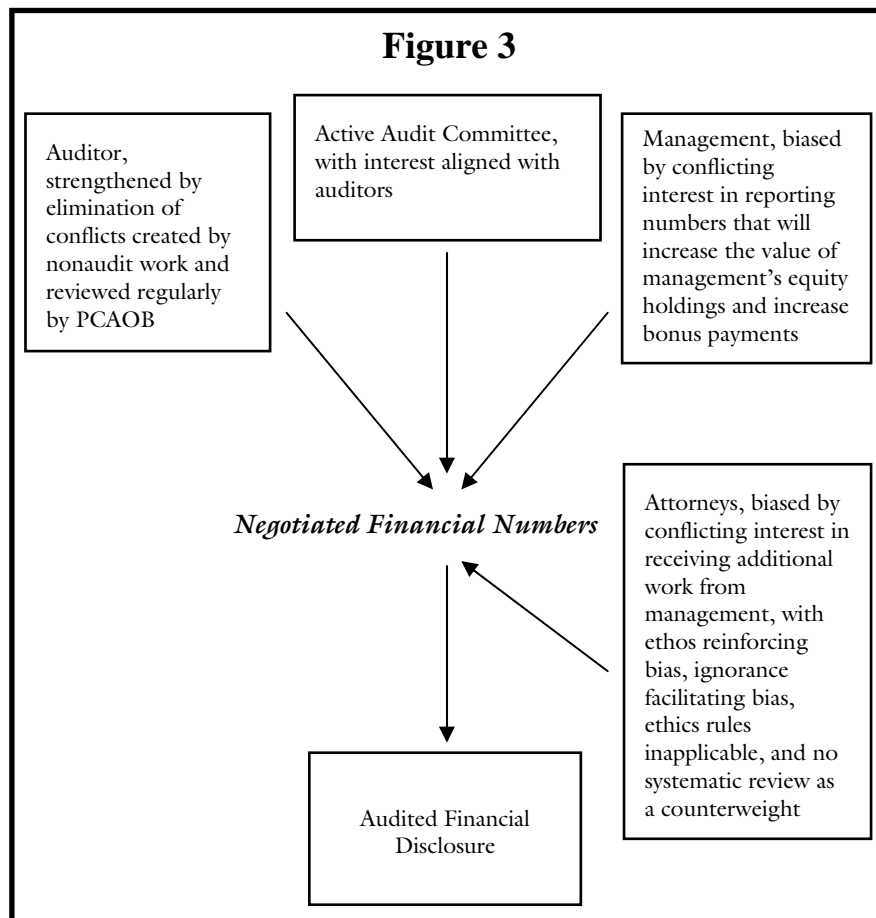 Figure 3
Auditor,
strengthened by
elimination of
conflicts created by
nonaudit work and
reviewed regularly
by PCAOB
Active Audit Committee,
with interest aligned with
auditors
Management, biased
by conflicting
interest in reporting
numbers that will
increase the value of
management’s equity
holdings and increase
bonus payments
Negotiated Financial Numbers
Attorneys, biased by
conflicting interest in
receiving additional
work from
management, with
ethos reinforcing
bias, ignorance
facilitating bias,
ethics rules
inapplicable, and no
systematic review as
a counterweight
Audited Financial
Disclosure